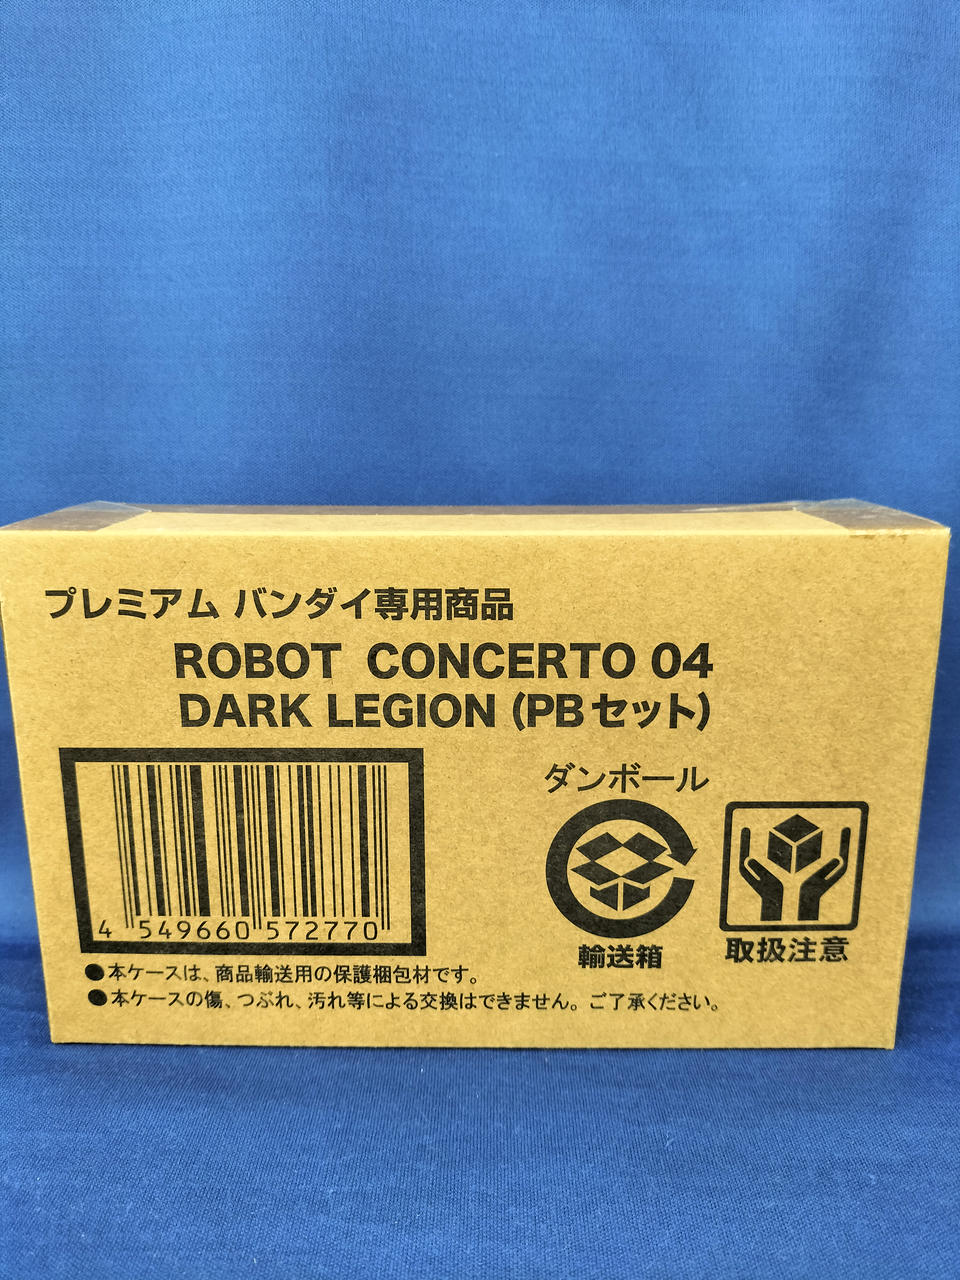 プレミアム バンダイ専用商品
ROBOT CONCERTO 04
DARK LEGION (PBセット)
ダンボール
4 549660 572770
輸送箱
取扱注意
●本ケースは、商品輸送用の保護梱包材です。
●本ケースの傷、つぶれ、汚れ等による交換はできません。ご了承ください。